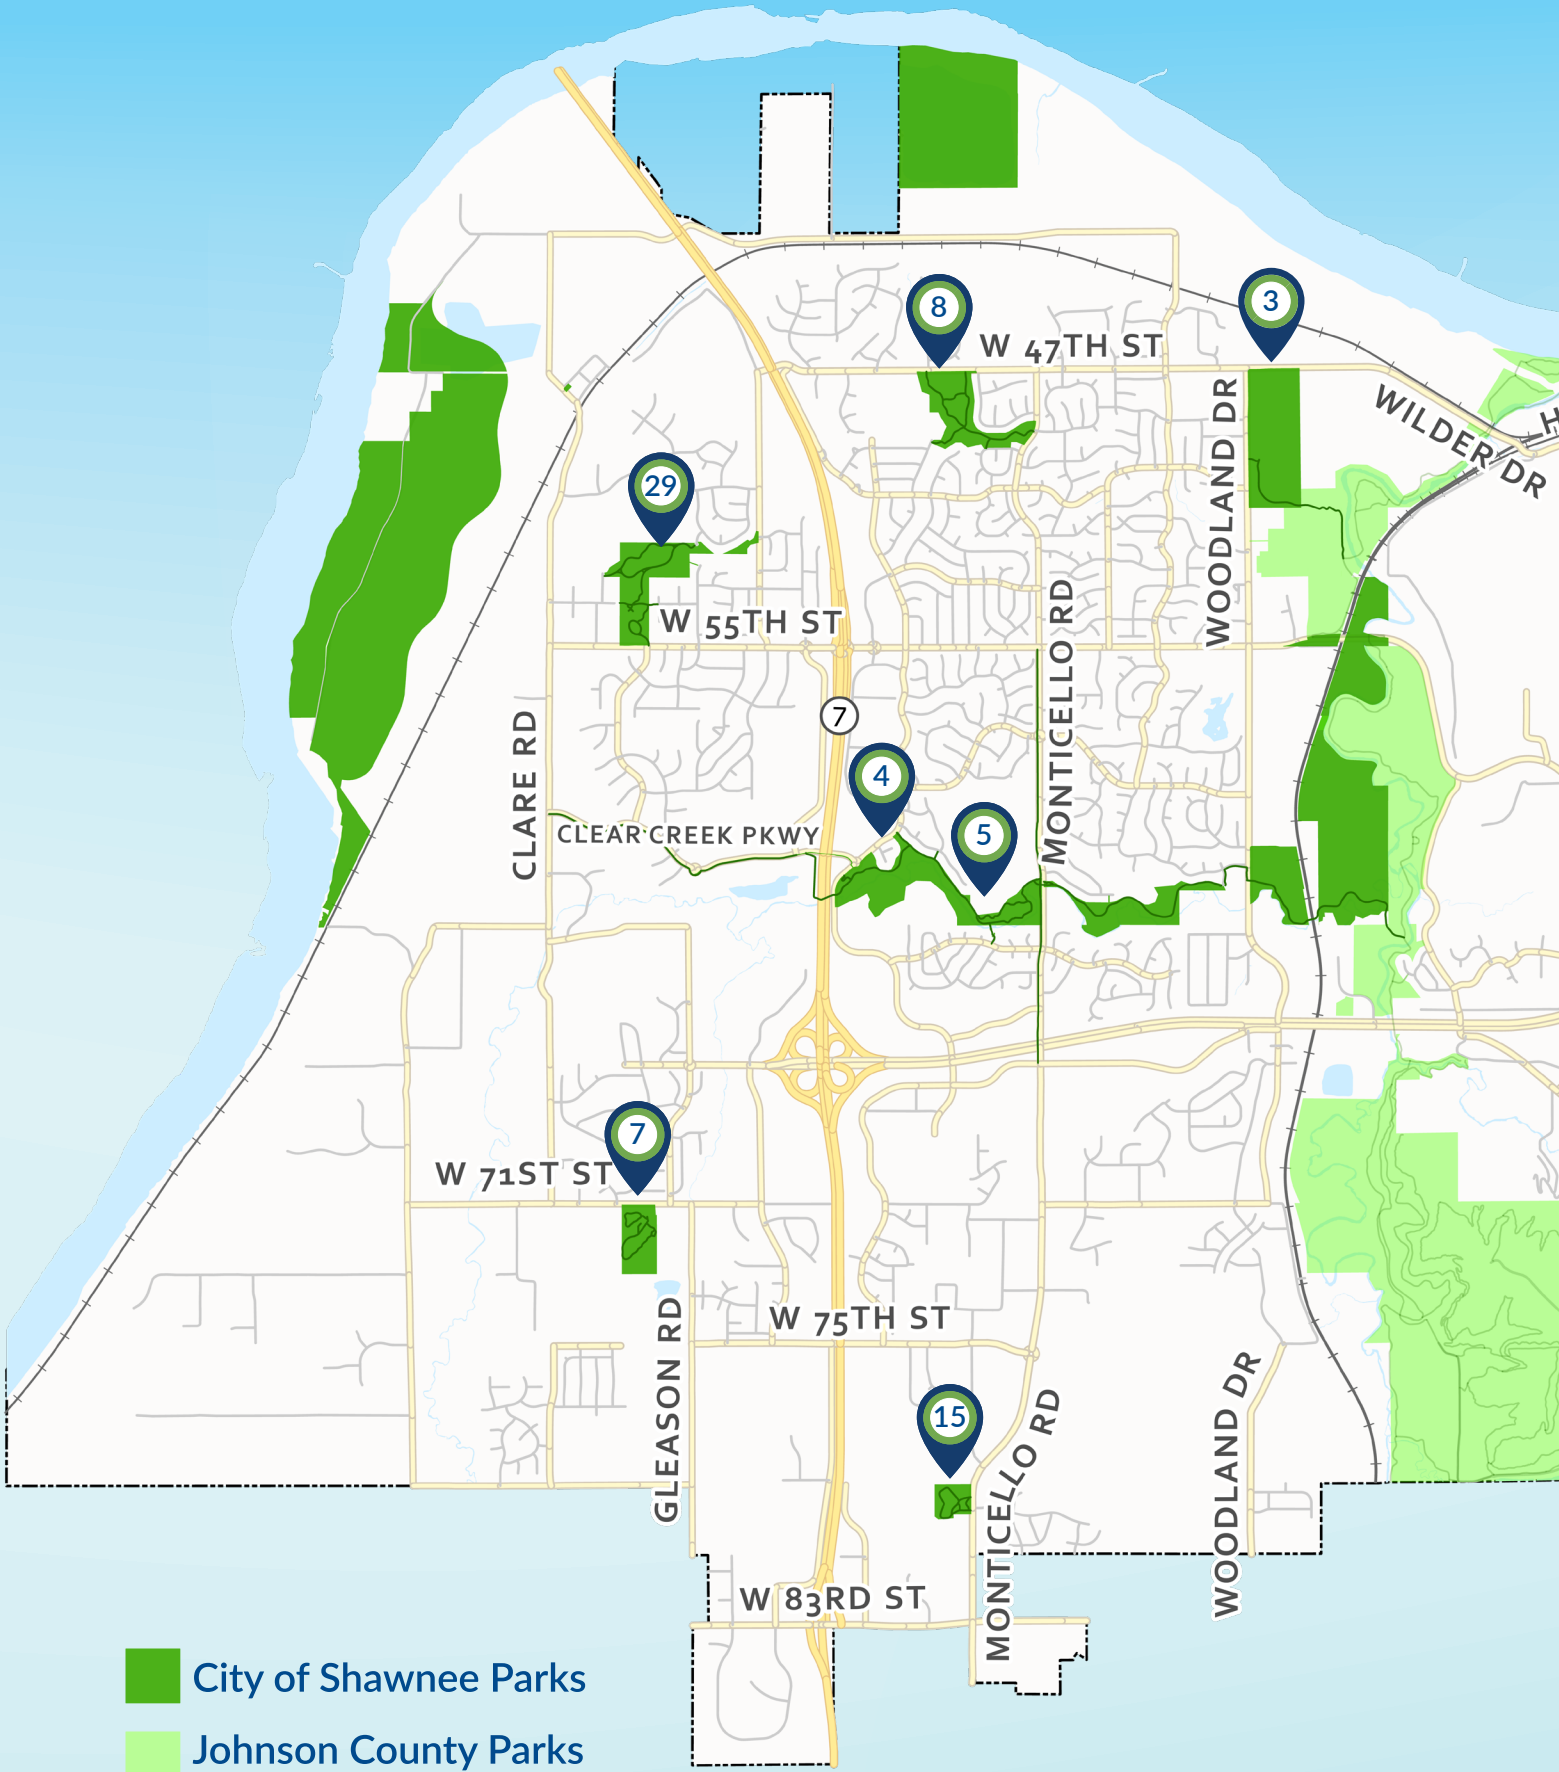 8
3
W 47TH ST
WILDER DR
H
WOODLAND DR
29
W 55TH ST
MONTICELLO RD
7
CLARE RD
4
CLEAR CREEK PKWY
5
7
W 71ST ST
GLEASON RD
W 75TH ST
15
MONTICELLO RD
WOODLAND DR
W 83RD ST
City of Shawnee Parks
Johnson County Parks